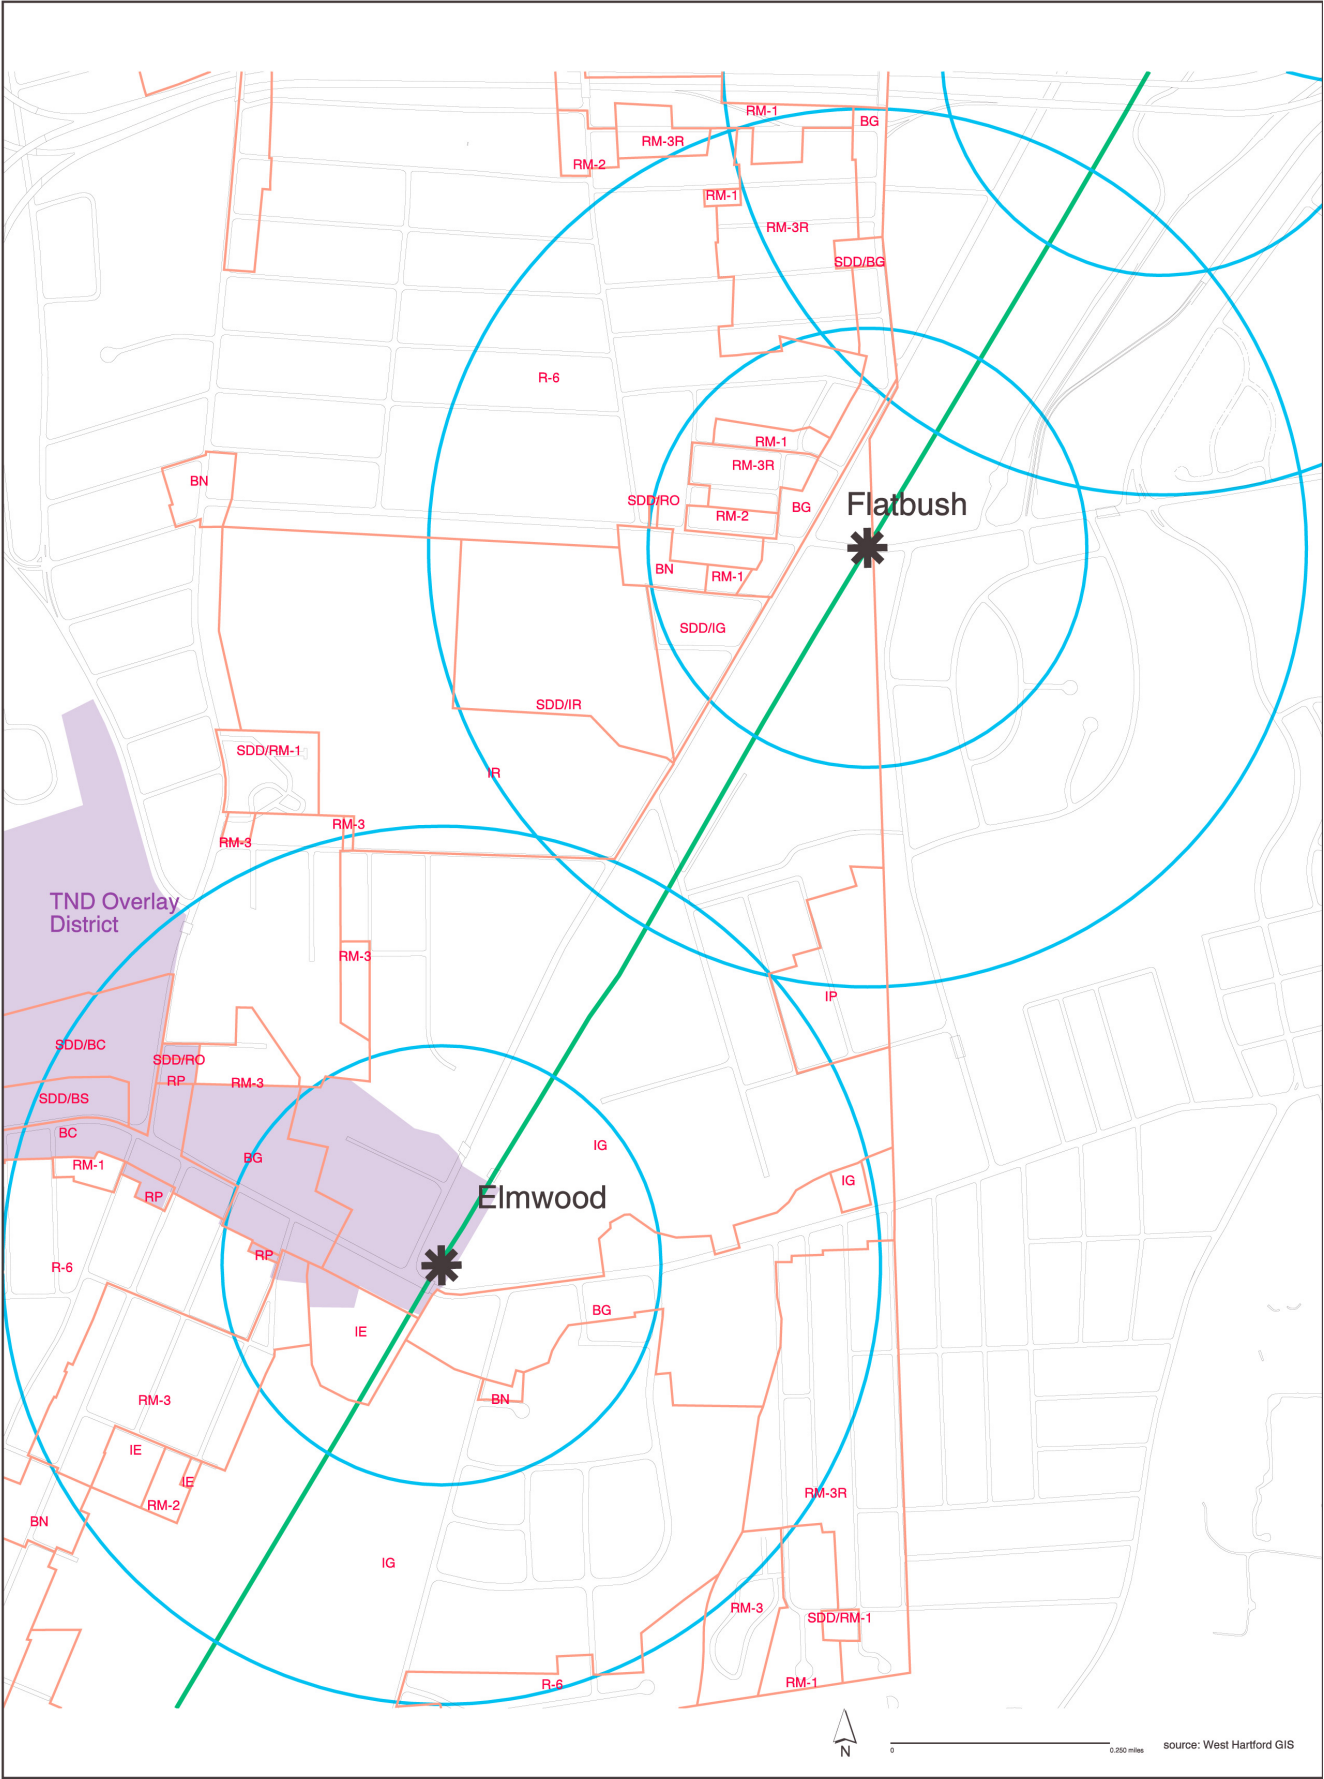 RM-1
BG
RM-3R
RM-2
RM-1
RM-3R
SDD/BG
R-6
RM-1
RM-3R
BN
SDD/RO
BG
Flatbush
RM-2
BN
RM-1
SDD/IG
SDD/IR
SDD/RM-1
IR
RM-3
RM-3
TND Overlay
District
RM-3
IP
SDD/BC
SDD/RO
RP
RM-3
SDD/BS
BC
IG
BG
RM-1
IG
RP
Elmwood
RP
R-6
BG
IE
RM-3
BN
IE
IE
RM-3R
RM-2
BN
IG
RM-3
SDD/RM-1
R-6
RM-1
N
0
0.250 miles
source: West Hartford GIS